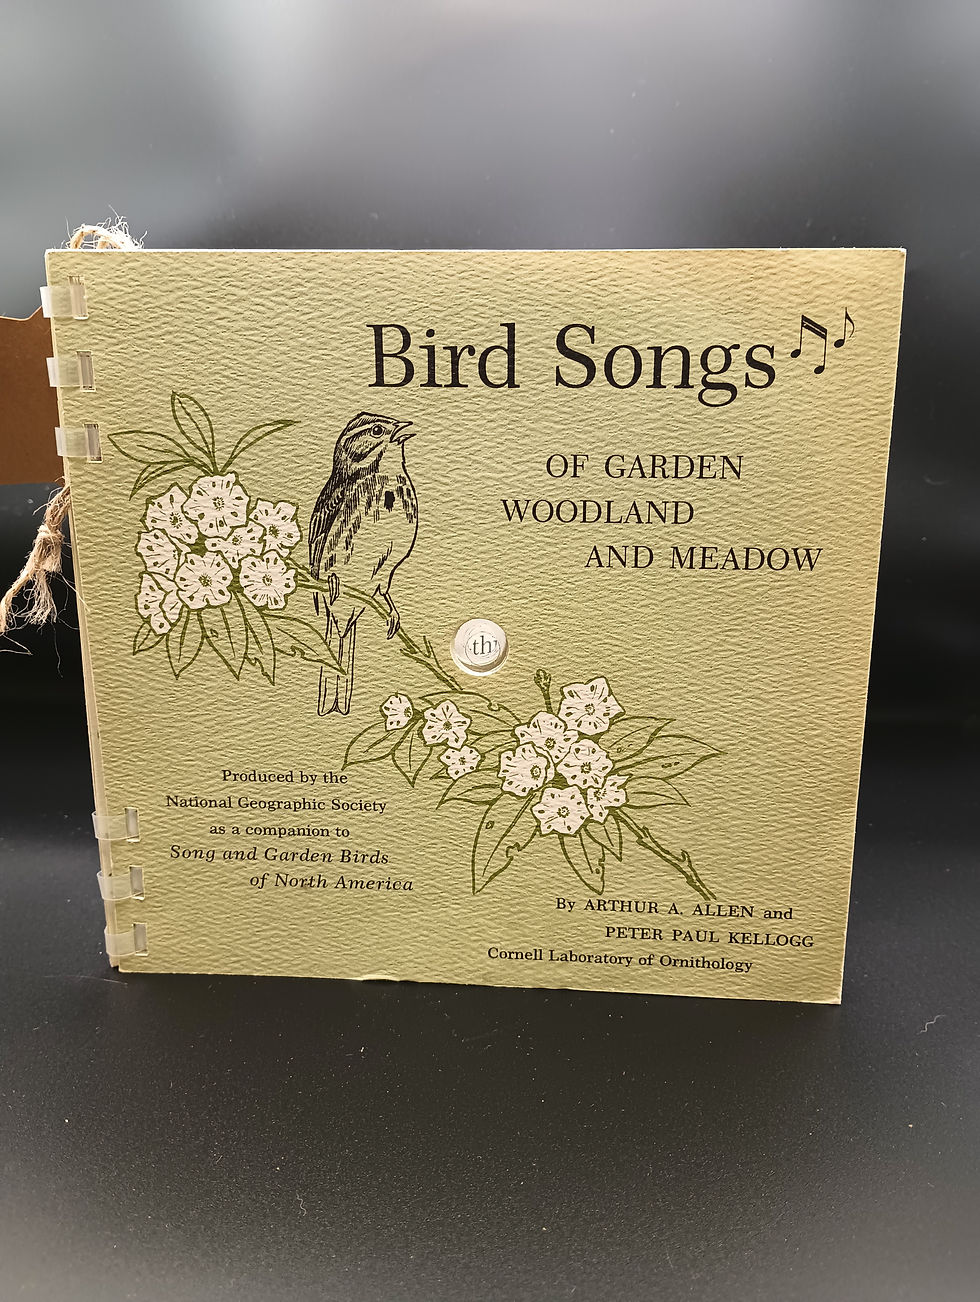 Bird Songs
OF GARDEN
WOODLAND
AND MEADOW
th
Produced by the
National Geographic Society
as a companion to
Song and Garden Birds
of North America
By ARTHUR A. ALLEN and
PETER PAUL KELLOGG
Cornell Laboratory of Ornithology